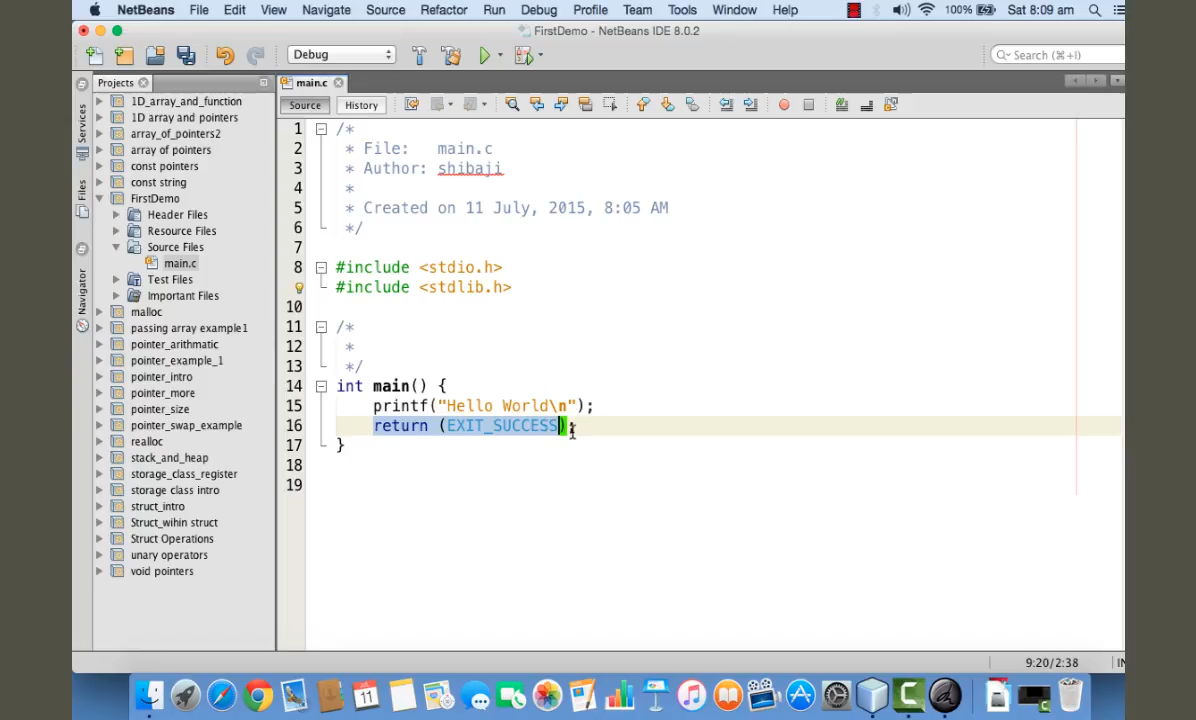 NetBeans File Edit View Navigate Source Refactor Run Debug Profile Team Tools Window Help 100% Sat 8:09 am
FirstDemo - NetBeans IDE 8.0.2
Debug
Search (⌘+I)
Projects
main.c
Services
Files
Navigator
1D_array_and_function
1D array and pointers
array_of_pointers2
array of pointers
const pointers
const string
FirstDemo
Header Files
Resource Files
Source Files
main.c
Test Files
Important Files
malloc
passing array example1
pointer_arithmatic
pointer_example_1
pointer_intro
pointer_more
pointer_size
pointer_swap_example
realloc
stack_and_heap
storage_class_register
storage class intro
struct_intro
Struct_wihin struct
Struct Operations
unary operators
void pointers
Source History
1 /*
2 * File: main.c
3 * Author: shibaji
4 *
5 * Created on 11 July, 2015, 8:05 AM
6 */
7
8 #include <stdio.h>
#include <stdlib.h>
10
11 /*
12 *
13 */
14 int main() {
15 printf("Hello World\n");
16 return (EXIT_SUCCESS);
17 }
18
19
9:20/2:38
11